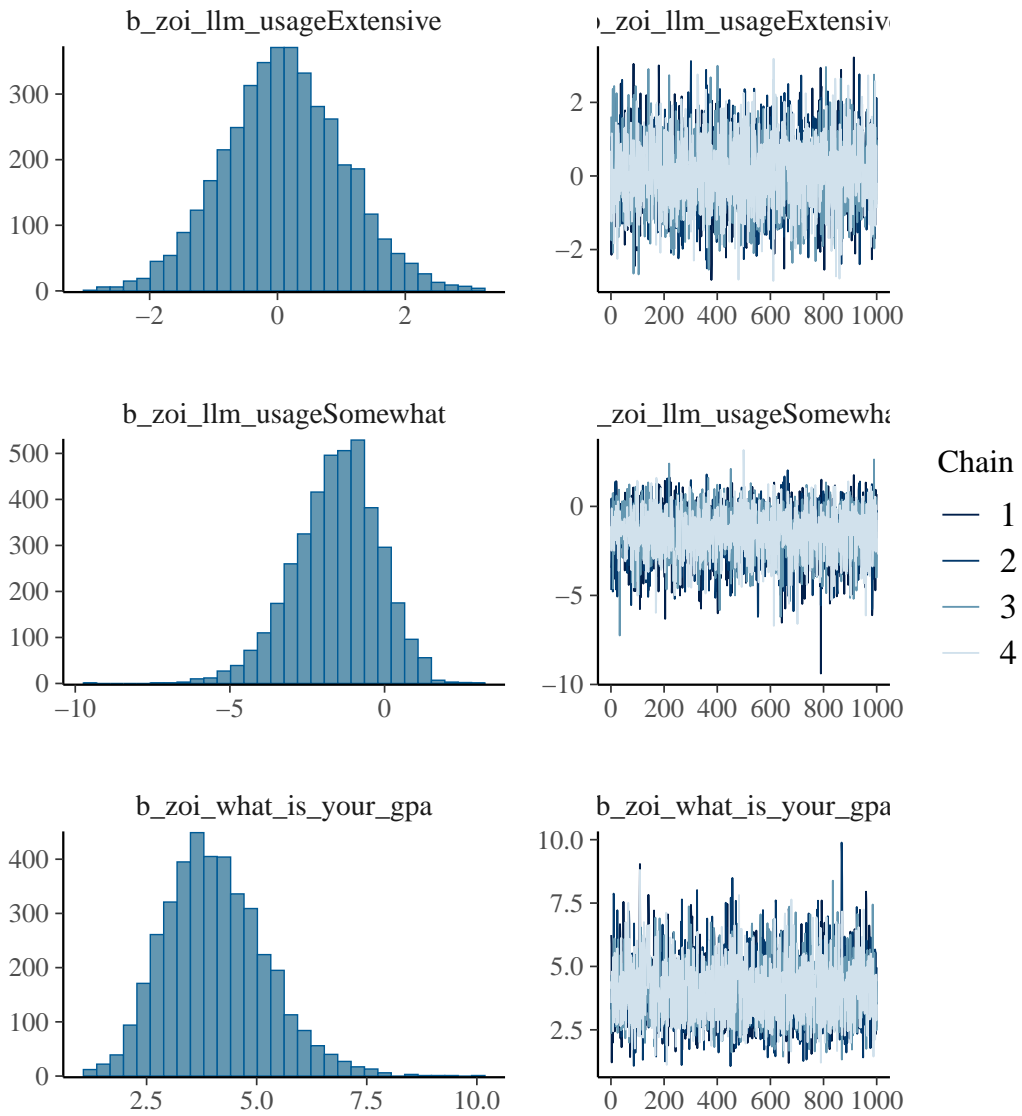 b_zoi_llm_usageExtensive
300
200
100
0
−2 0 2
b_zoi_llm_usageExtensive
2
0
−2
0 200 400 600 800 1000
b_zoi_llm_usageSomewhat
500
400
300
200
100
0
−10 −5 0
_zoi_llm_usageSomewha
0
−5
−10
0 200 400 600 800 1000
Chain
1
2
3
4
b_zoi_what_is_your_gpa
400
300
200
100
0
2.5 5.0 7.5 10.0
b_zoi_what_is_your_gpa
10.0
7.5
5.0
2.5
0 200 400 600 800 1000